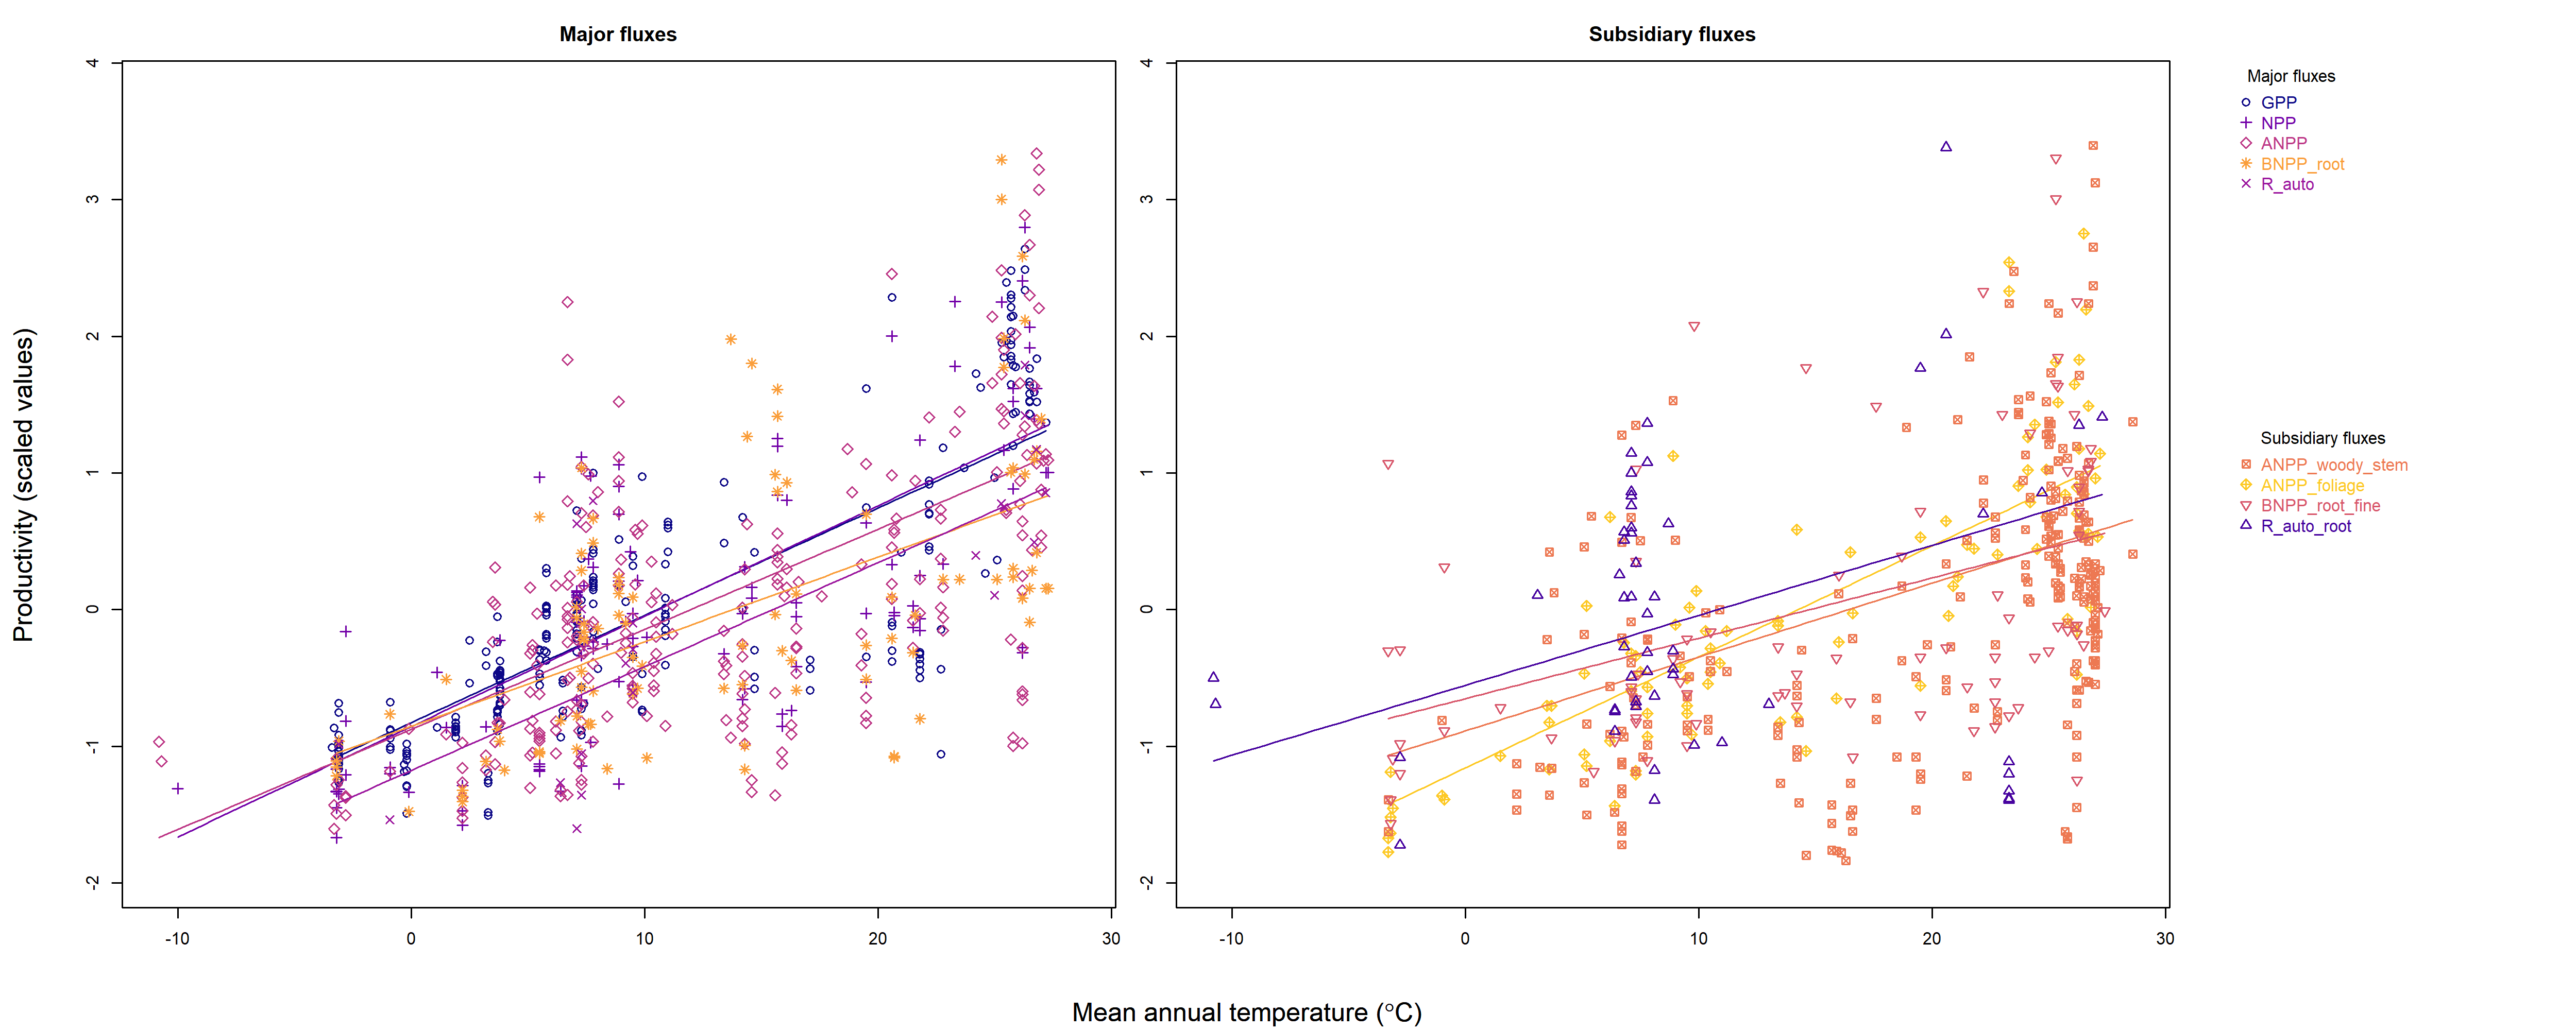 Major fluxes
Subsidiary fluxes
Productivity (scaled values)
4
3
2
1
0
-1
-2
-10 0 10 20 30
4
3
2
1
0
-1
-2
-10 0 10 20 30
Mean annual temperature (°C)
Major fluxes
GPP
NPP
ANPP
BNPP_root
R_auto
Subsidiary fluxes
ANPP_woody_stem
ANPP_foliage
BNPP_root_fine
R_auto_root